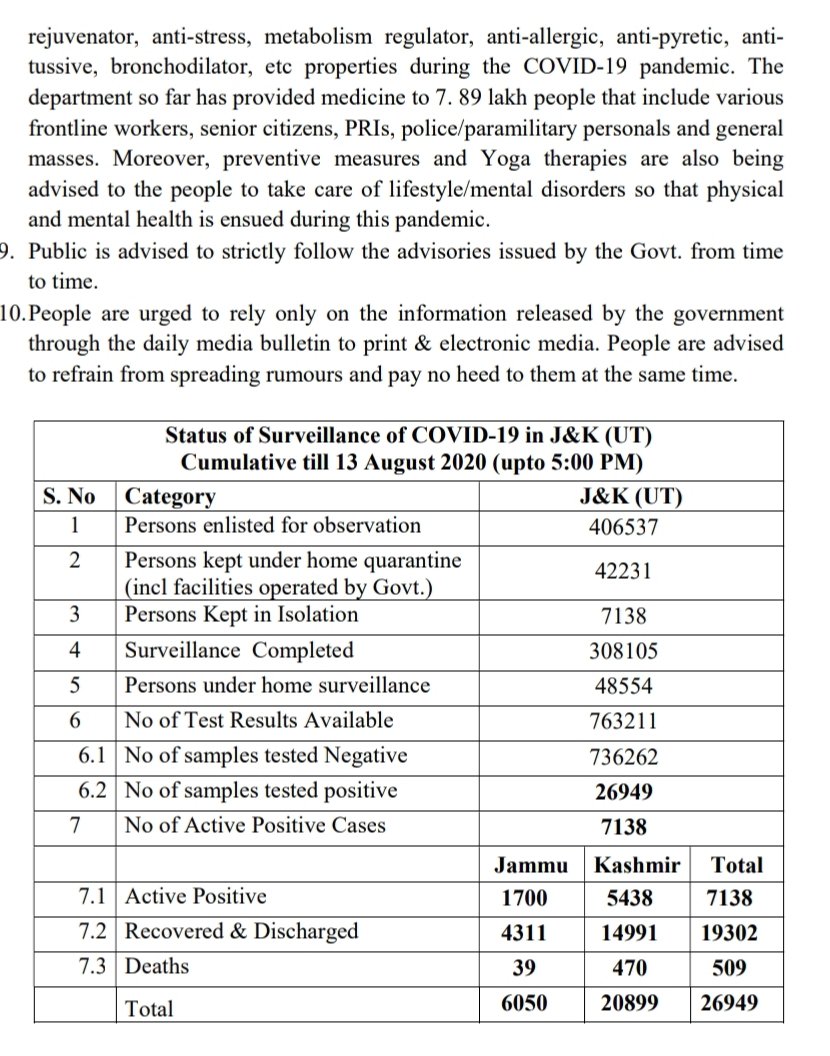 rejuvenator, anti-stress, metabolism regulator, anti-allergic, anti-pyretic, anti-
tussive, bronchodilator, etc properties during the COVID-19 pandemic. The
department so far has provided medicine to 7. 89 lakh people that include various
frontline workers, senior citizens, PRIs, police/paramilitary personals and general
masses. Moreover, preventive measures and Yoga therapies are also being
advised to the people to take care of lifestyle/mental disorders so that physical
and mental health is ensued during this pandemic.
9. Public is advised to strictly follow the advisories issued by the Govt. from time
to time.
10. People are urged to rely only on the information released by the government
through the daily media bulletin to print & electronic media. People are advised
to refrain from spreading rumours and pay no heed to them at the same time.
Status of Surveillance of COVID-19 in J&K (UT)
Cumulative till 13 August 2020 (upto 5:00 PM)
S. No Category J&K (UT)
1 Persons enlisted for observation 406537
2 Persons kept under home quarantine
(incl facilities operated by Govt.) 42231
3 Persons Kept in Isolation 7138
4 Surveillance Completed 308105
5 Persons under home surveillance 48554
6 No of Test Results Available 763211
6.1 No of samples tested Negative 736262
6.2 No of samples tested positive 26949
7 No of Active Positive Cases 7138
Jammu Kashmir Total
7.1 Active Positive 1700 5438 7138
7.2 Recovered & Discharged 4311 14991 19302
7.3 Deaths 39 470 509
Total 6050 20899 26949